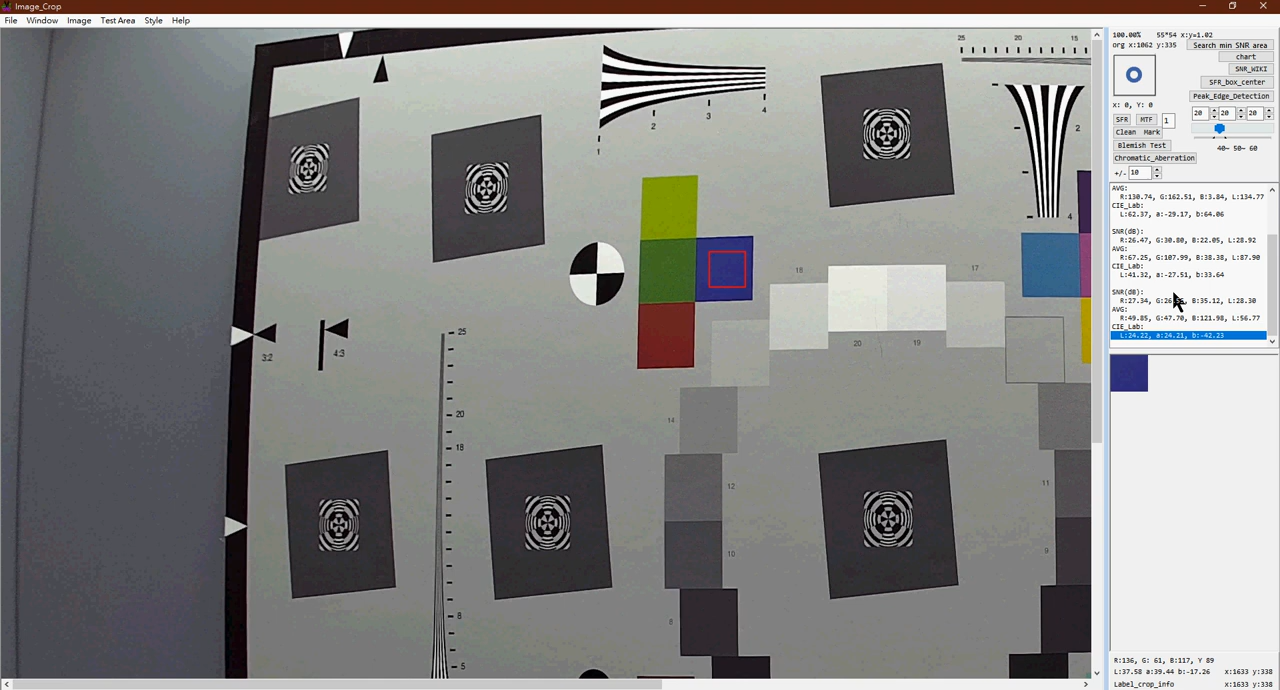 Image_Crop
File Window Image Test Area Style Help
100.00% 55*54 x:y=1.02
org x:1062 y:335
Search min SNR area
chart
SNR_WIKI
SFR_box_center
Peak_Edge_Detection
x: 0, Y: 0
SFR MTF 1
20 20 20
Clean Mark
Blemish Test
40~ 50~ 60
Chromatic_Aberration
+/- 10
AVG:
R:130.74, G:162.51, B:3.84, L:134.77
CIE_Lab:
L:62.37, a:-29.17, b:64.06
SNR(dB):
R:26.47, G:30.80, B:22.05, L:28.92
AVG:
R:67.25, G:107.99, B:38.38, L:87.90
CIE_Lab:
L:41.32, a:-27.51, b:33.64
SNR(dB):
R:27.34, B:35.12, L:28.30
AVG:
R:49.85, G:47.70, B:121.98, L:56.77
CIE_Lab:
L:24.22, a:24.21, b:-42.23
25 20 15
1 2 3 4
2
4
18 17
20 19
3:2 4:3
25
20
18
8
5
14
12 11
10 9
8
R:136, G: 61, B:117, Y 89
L:37.58 a:39.44 b:-17.26 x:1633 y:338
Label_crop_info x:1633 y:338